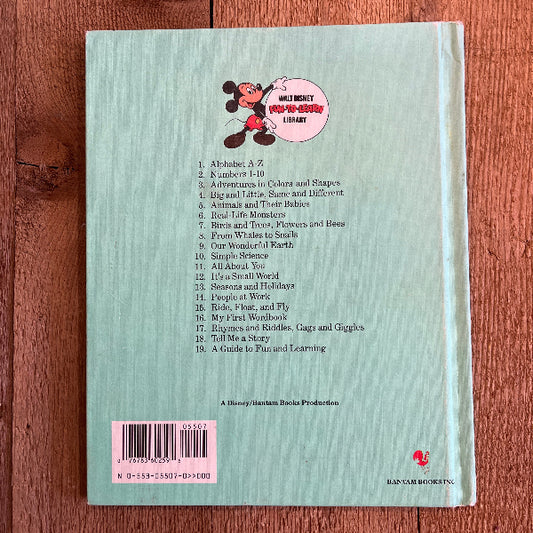 WALT DISNEY
FUN-TO-LEARN
LIBRARY
1. Alphabet A-Z
2. Numbers 1-10
3. Adventures in Colors and Shapes
4. Big and Little, Same and Different
5. Animals and Their Babies
6. Real-Life Monsters
7. Birds and Trees, Flowers and Bees
8. From Whales to Snails
9. Our Wonderful Earth
10. Simple Science
11. All About You
12. It's a Small World
13. Seasons and Holidays
14. People at Work
15. Ride, Float, and Fly
16. My First Wordbook
17. Rhymes and Riddles, Gags and Giggles
18. Tell Me a Story
19. A Guide to Fun and Learning
A Disney/Bantam Books Production
05507
N 0-553-05507-0>>000
BANTAM BOOKS INC